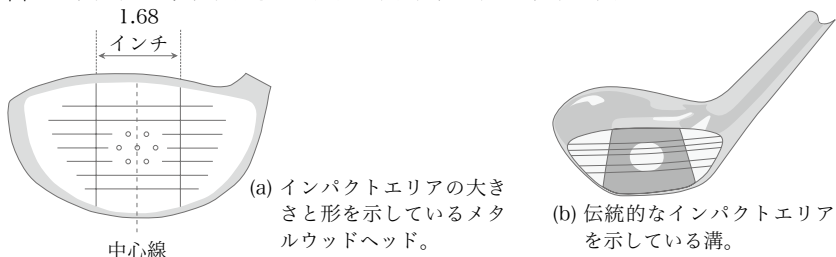 1.68
インチ
中心線
(a) インパクトエリアの大き
さと形を示しているメタ
ルウッドヘッド。
(b) 伝統的なインパクトエリア
を示している溝。